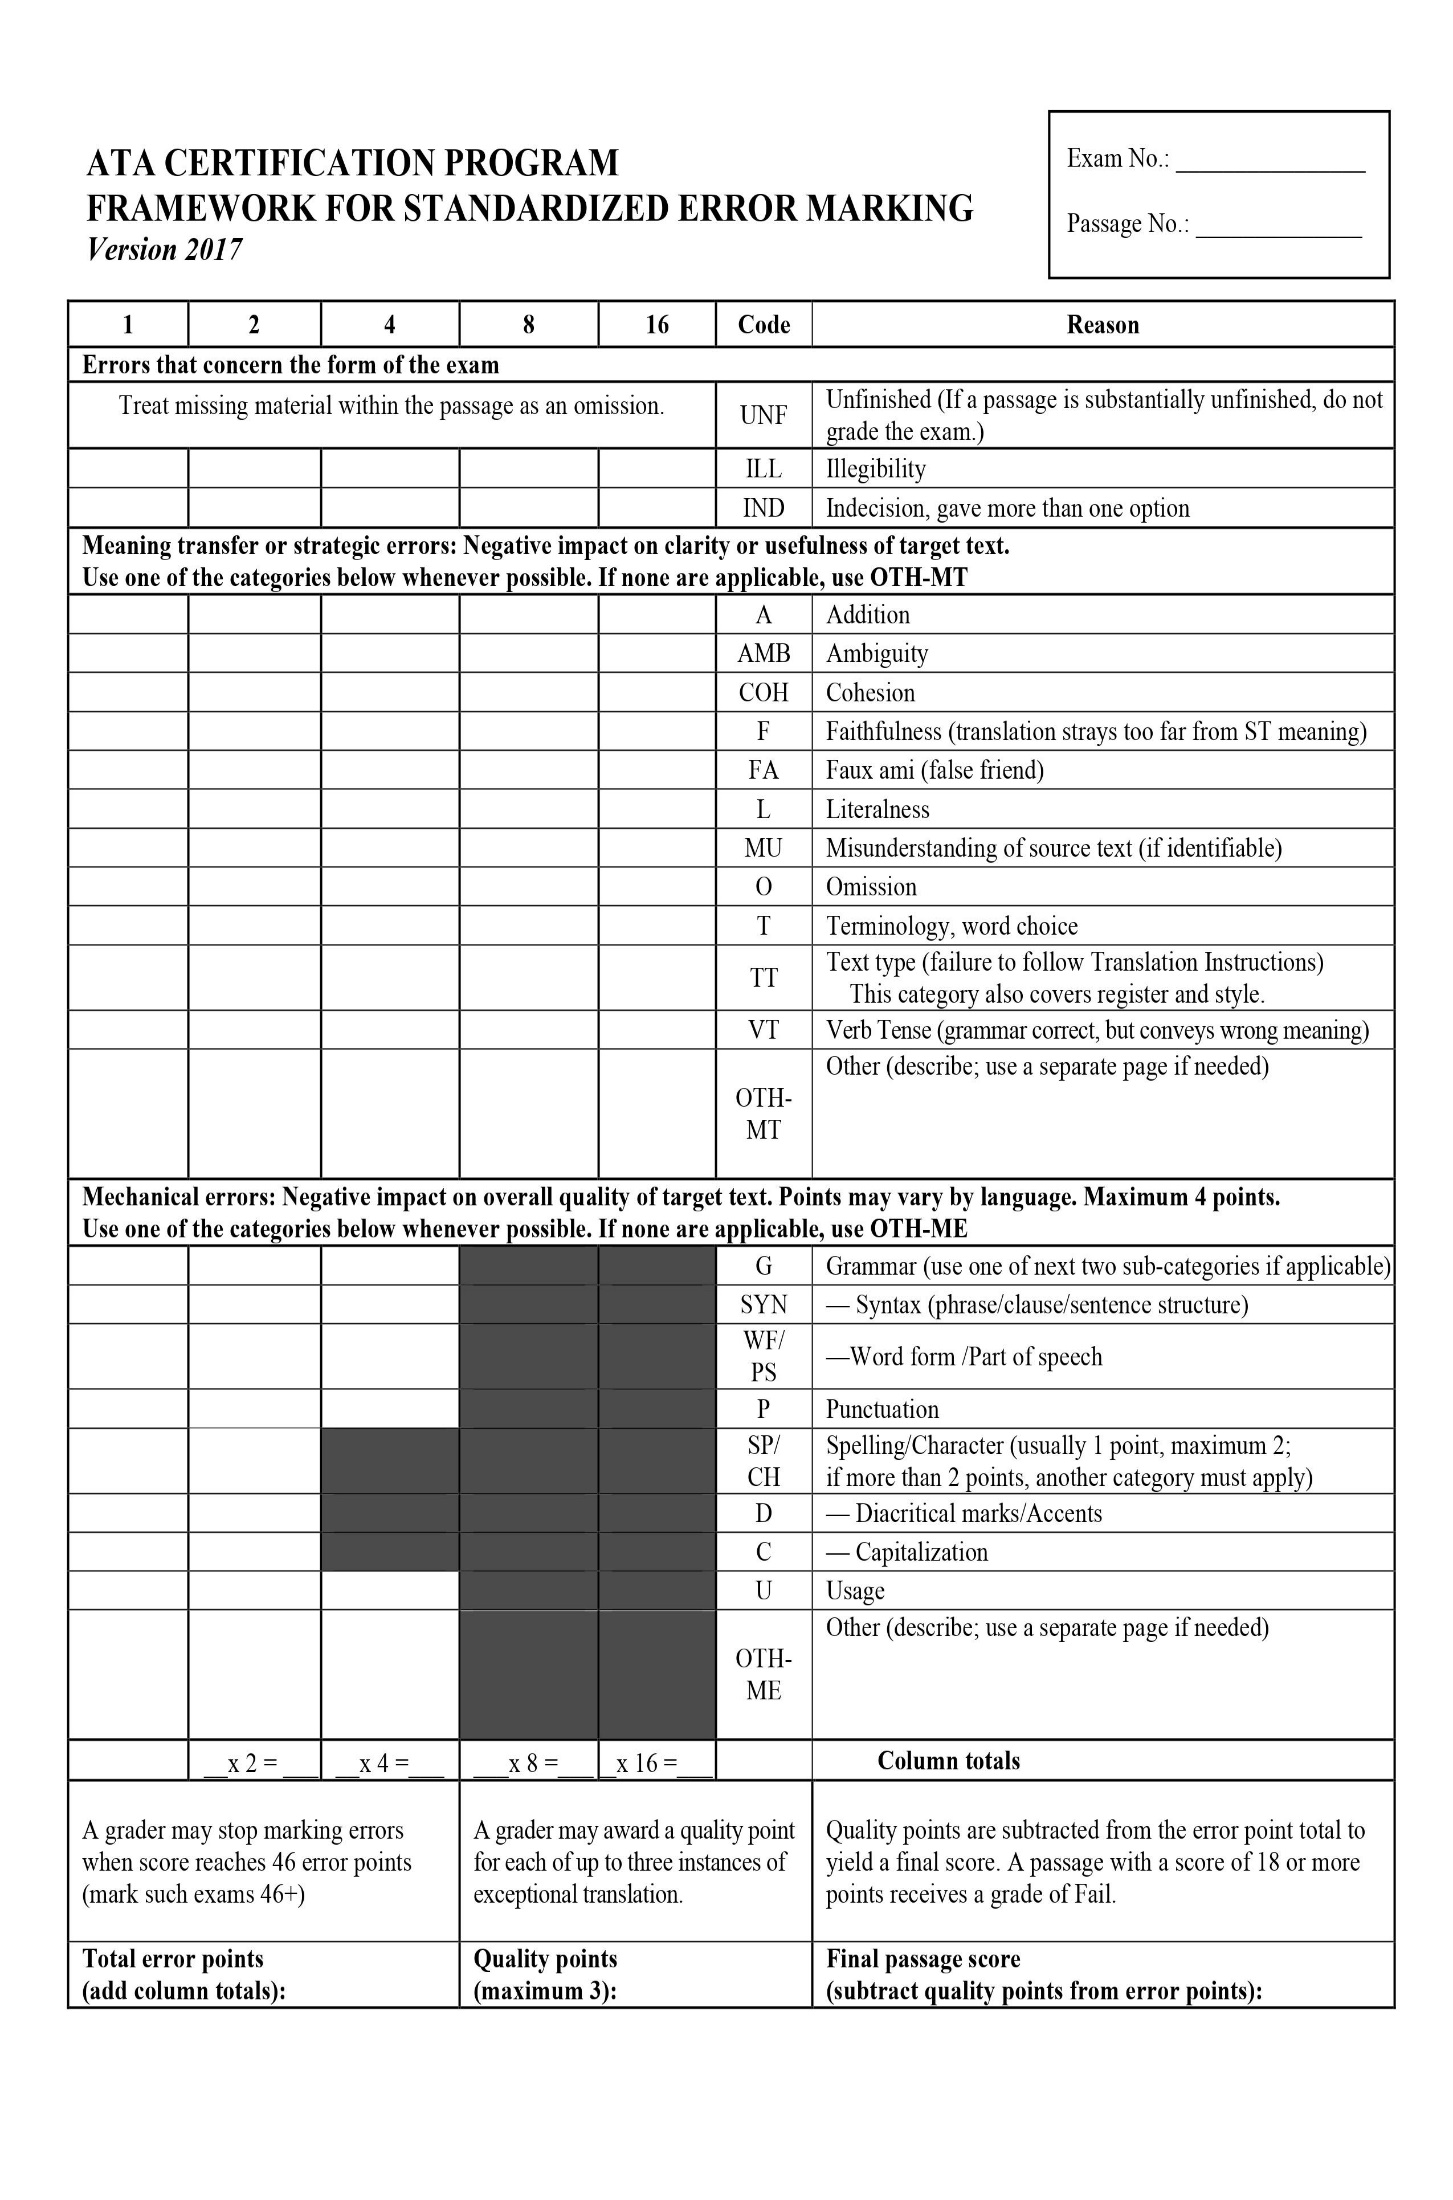 ATA CERTIFICATION PROGRAM
FRAMEWORK FOR STANDARDIZED ERROR MARKING
Version 2017
Exam No.: ______________
Passage No.: ____________
1 2 4 8 16 Code Reason
Errors that concern the form of the exam
Treat missing material within the passage as an omission.
UNF
Unfinished (If a passage is substantially unfinished, do not
grade the exam.)
ILL Illegibility
IND Indecision, gave more than one option
Meaning transfer or strategic errors: Negative impact on clarity or usefulness of target text.
Use one of the categories below whenever possible. If none are applicable, use OTH-MT
A Addition
AMB Ambiguity
COH Cohesion
F Faithfulness (translation strays too far from ST meaning)
FA Faux ami (false friend)
L Literalness
MU Misunderstanding of source text (if identifiable)
O Omission
T Terminology, word choice
TT
Text type (failure to follow Translation Instructions)
This category also covers register and style.
VT Verb Tense (grammar correct, but conveys wrong meaning)
OTH-
MT
Other (describe; use a separate page if needed)
Mechanical errors: Negative impact on overall quality of target text. Points may vary by language. Maximum 4 points.
Use one of the categories below whenever possible. If none are applicable, use OTH-ME
G Grammar (use one of next two sub-categories if applicable)
SYN — Syntax (phrase/clause/sentence structure)
WF/
PS
—Word form /Part of speech
P Punctuation
SP/
CH
Spelling/Character (usually 1 point, maximum 2;
if more than 2 points, another category must apply)
D — Diacritical marks/Accents
C — Capitalization
U Usage
OTH-
ME
Other (describe; use a separate page if needed)
__x 2 = ___ __x 4 =___ ___x 8 =___ _x 16 =___ Column totals
A grader may stop marking errors
when score reaches 46 error points
(mark such exams 46+)
A grader may award a quality point
for each of up to three instances of
exceptional translation.
Quality points are subtracted from the error point total to
yield a final score. A passage with a score of 18 or more
points receives a grade of Fail.
Total error points
(add column totals):
Quality points
(maximum 3):
Final passage score
(subtract quality points from error points):